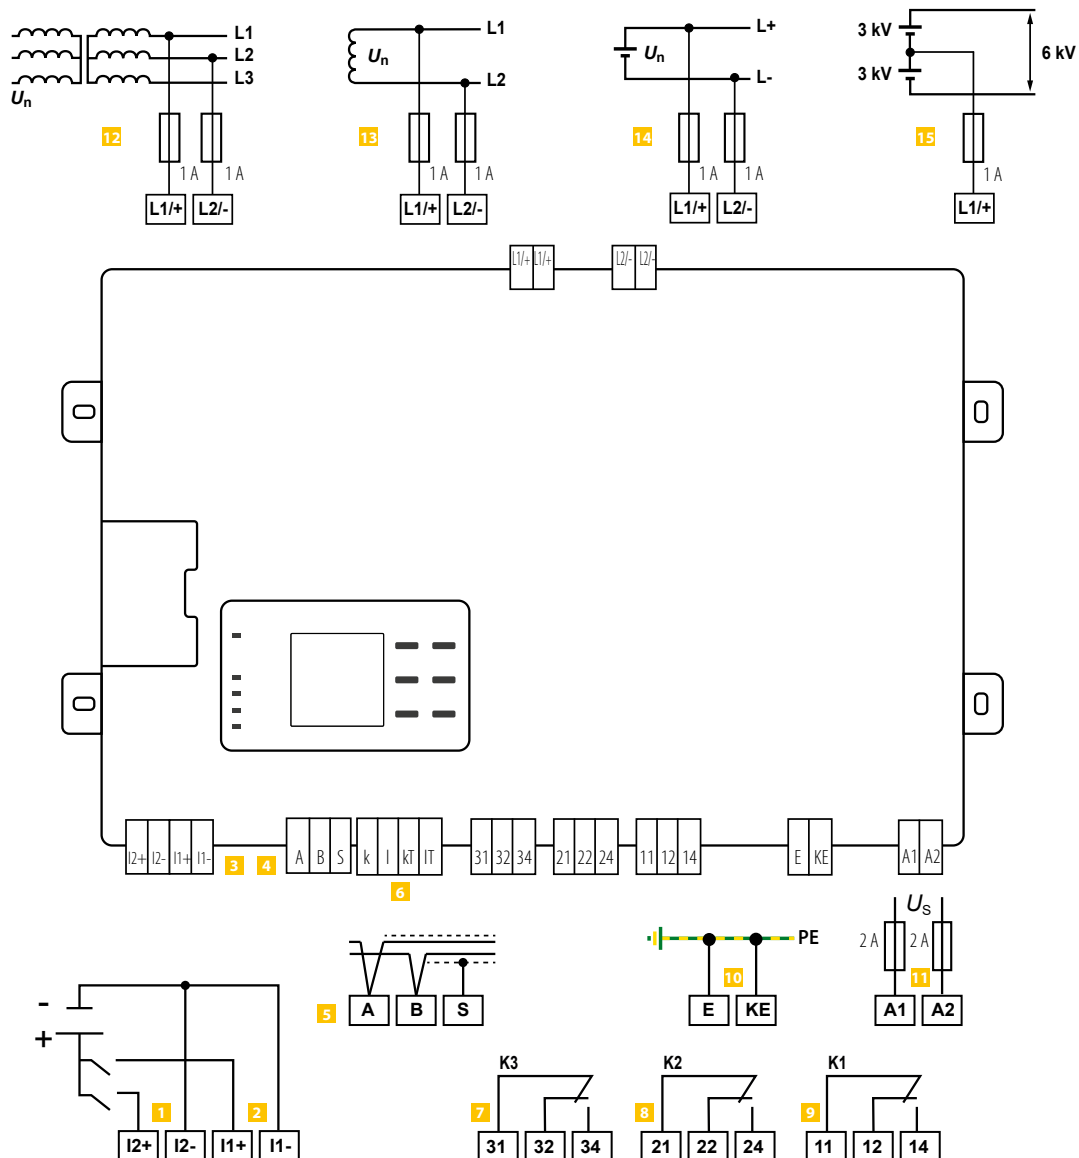 L1
L2
L3
Un
12
1 A
1 A
L1/+
L2/-
L1
Un
L2
13
1 A
1 A
L1/+
L2/-
L+
Un
L-
14
1 A
1 A
L1/+
L2/-
3 kV
3 kV
6 kV
15
1 A
L1/+
L1/+ L1/+
L2/- L2/-
I2+ I2- I1+ I1-
3
4
A B S
k l kT lT
31 32 34
21 22 24
11 12 14
E KE
A1 A2
6
5
A
B
S
PE
10
E
KE
US
2 A
2 A
11
A1
A2
-
+
1
2
I2+
I2-
I1+
I1-
K3
7
31
32
34
K2
8
21
22
24
K1
9
11
12
14